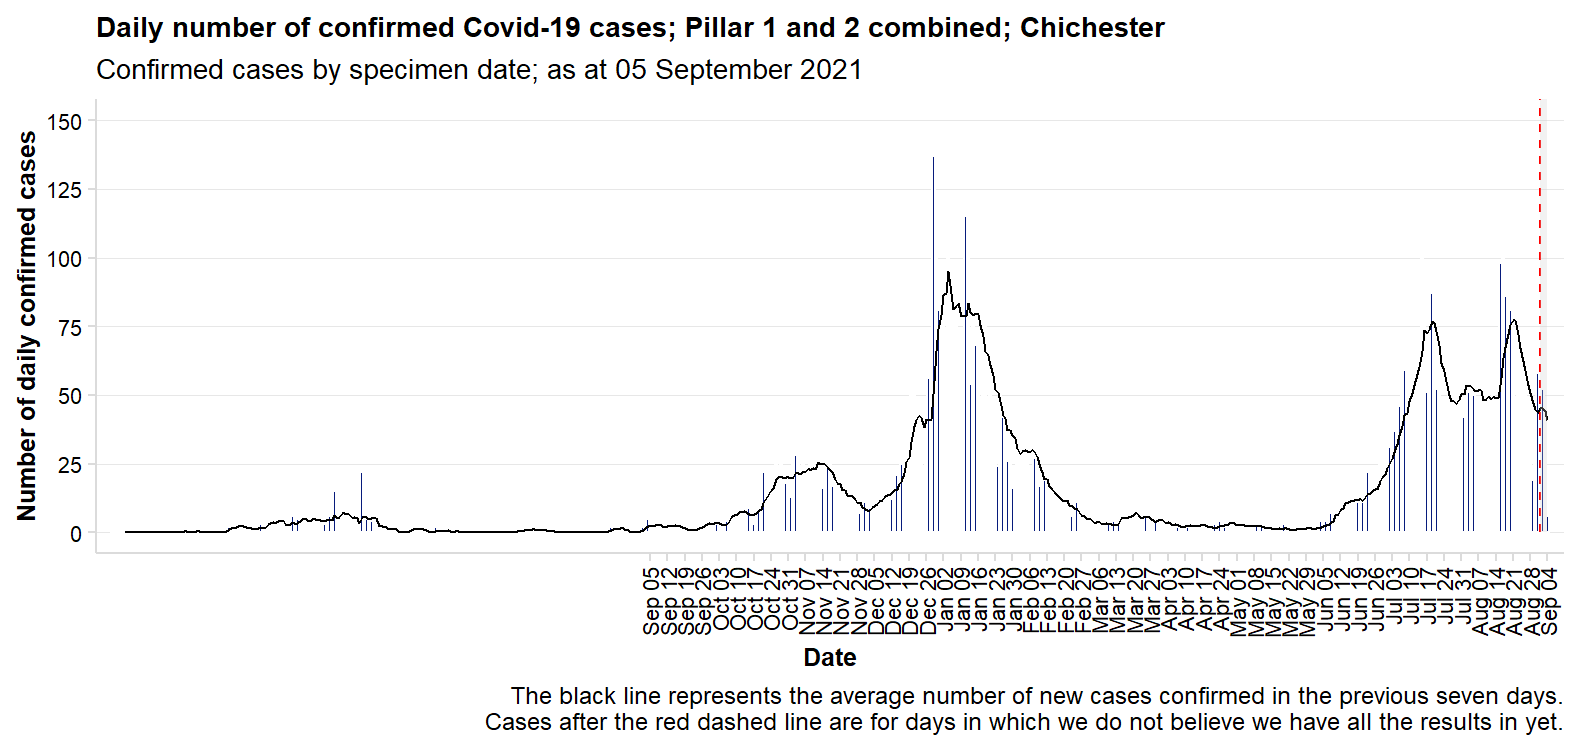 Daily number of confirmed Covid-19 cases; Pillar 1 and 2 combined; Chichester
Confirmed cases by specimen date; as at 05 September 2021
Number of daily confirmed cases
150
125
100
75
50
25
0
Sep 05
Sep 12
Sep 19
Sep 26
Oct 03
Oct 10
Oct 17
Oct 24
Oct 31
Nov 07
Nov 14
Nov 21
Nov 28
Dec 05
Dec 12
Dec 19
Dec 26
Jan 02
Jan 09
Jan 16
Jan 23
Jan 30
Feb 06
Feb 13
Feb 20
Feb 27
Mar 06
Mar 13
Mar 20
Mar 27
Apr 03
Apr 10
Apr 17
Apr 24
May 01
May 08
May 15
May 22
May 29
Jun 05
Jun 12
Jun 19
Jun 26
Jul 03
Jul 10
Jul 17
Jul 24
Jul 31
Aug 07
Aug 14
Aug 21
Aug 28
Sep 04
Date
The black line represents the average number of new cases confirmed in the previous seven days.
Cases after the red dashed line are for days in which we do not believe we have all the results in yet.